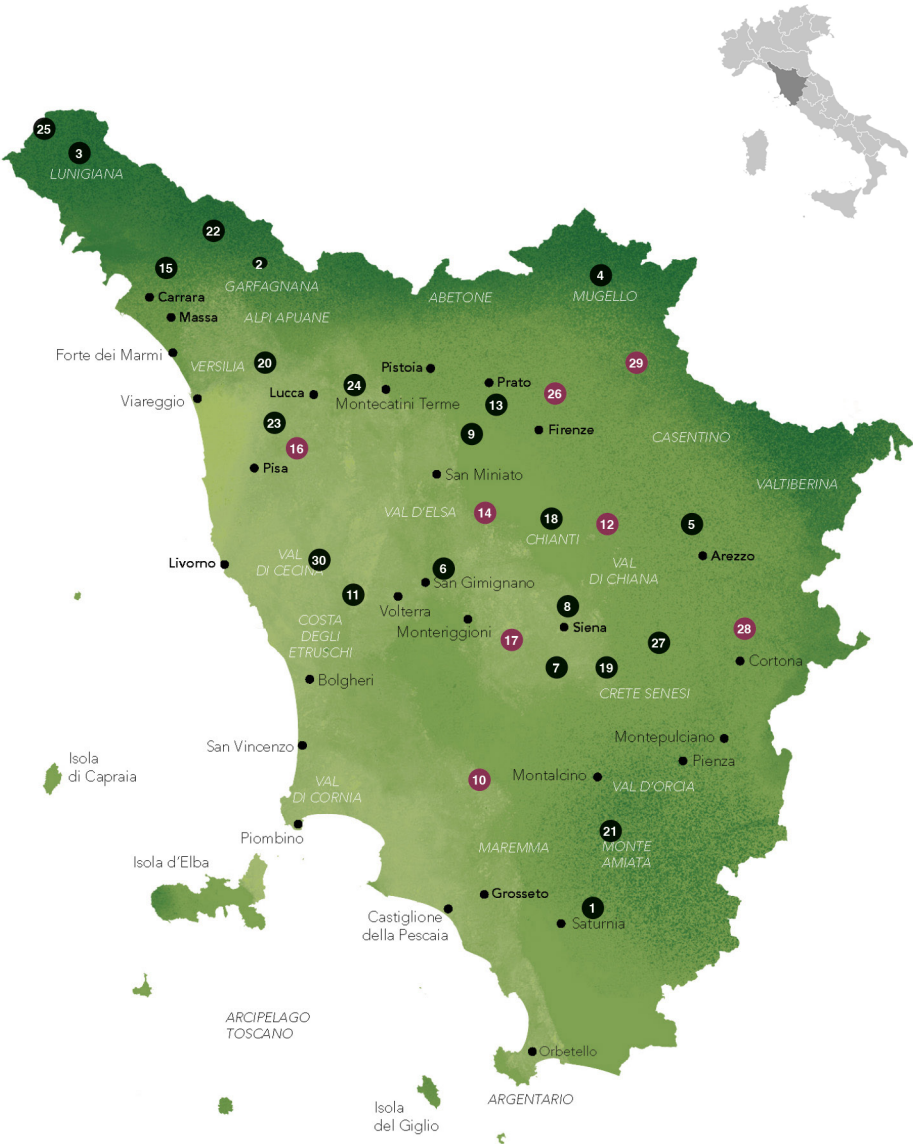 25
3
LUNIGIANA
22
2
15
GARFAGNANA
4
MUGELLO
ABETONE
Carrara
Massa
ALPI APUANE
Forte dei Marmi
VERSILIA
20
Pistoia
29
Viareggio
Lucca
24
Montecatini Terme
Prato
13
26
23
9
Firenze
CASENTINO
16
Pisa
San Miniato
VALTIBERINA
VAL D'ELSA
14
18
CHIANTI
12
5
Livorno
VAL
DI CECINA
30
6
San Gimignano
VAL
DI CHIANA
Arezzo
11
Volterra
8
COSTA
DEGLI
ETRUSCHI
Monteriggioni
17
Siena
27
28
7
19
Cortona
Bolgheri
CRETE SENESI
San Vincenzo
Montepulciano
Isola
di Capraia
Pienza
10
Montalcino
VAL D'ORCIA
VAL
DI CORNIA
Piombino
21
MONTE
AMIATA
MAREMMA
Isola d'Elba
Grosseto
1
Castiglione
della Pescaia
Saturnia
ARCIPELAGO
TOSCANO
Orbetello
ARGENTARIO
Isola
del Giglio